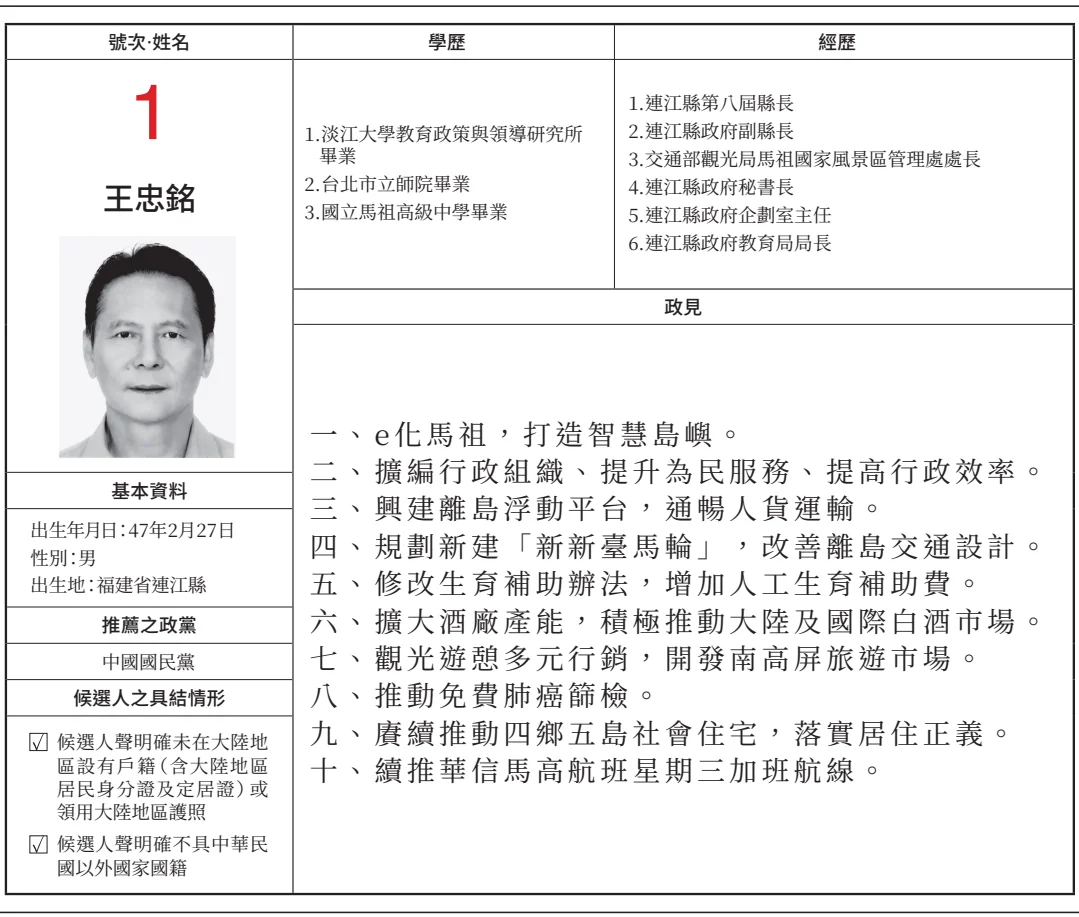 號次·姓名
1
王忠銘
基本資料
出生年月日：47年2月27日
性別：男
出生地：福建省連江縣
推薦之政黨
中國國民黨
候選人之具結情形
☑ 候選人聲明確未在大陸地
區設有戶籍（含大陸地區
居民身分證及定居證）或
領用大陸地區護照
☑ 候選人聲明確不具中華民
國以外國家國籍
學歷
1.淡江大學教育政策與領導研究所
畢業
2.台北市立師院畢業
3.國立馬祖高級中學畢業
經歷
1.連江縣第八屆縣長
2.連江縣政府副縣長
3.交通部觀光局馬祖國家風景區管理處處長
4.連江縣政府秘書長
5.連江縣政府企劃室主任
6.連江縣政府教育局局長
政見
一、e化馬祖，打造智慧島嶼。
二、擴編行政組織、提升為民服務、提高行政效率。
三、興建離島浮動平台，通暢人貨運輸。
四、規劃新建「新新臺馬輪」，改善離島交通設計。
五、修改生育補助辦法，增加人工生育補助費。
六、擴大酒廠產能，積極推動大陸及國際白酒市場。
七、觀光遊憩多元行銷，開發南高屏旅遊市場。
八、推動免費肺癌篩檢。
九、賡續推動四鄉五島社會住宅，落實居住正義。
十、續推華信馬高航班星期三加班航線。